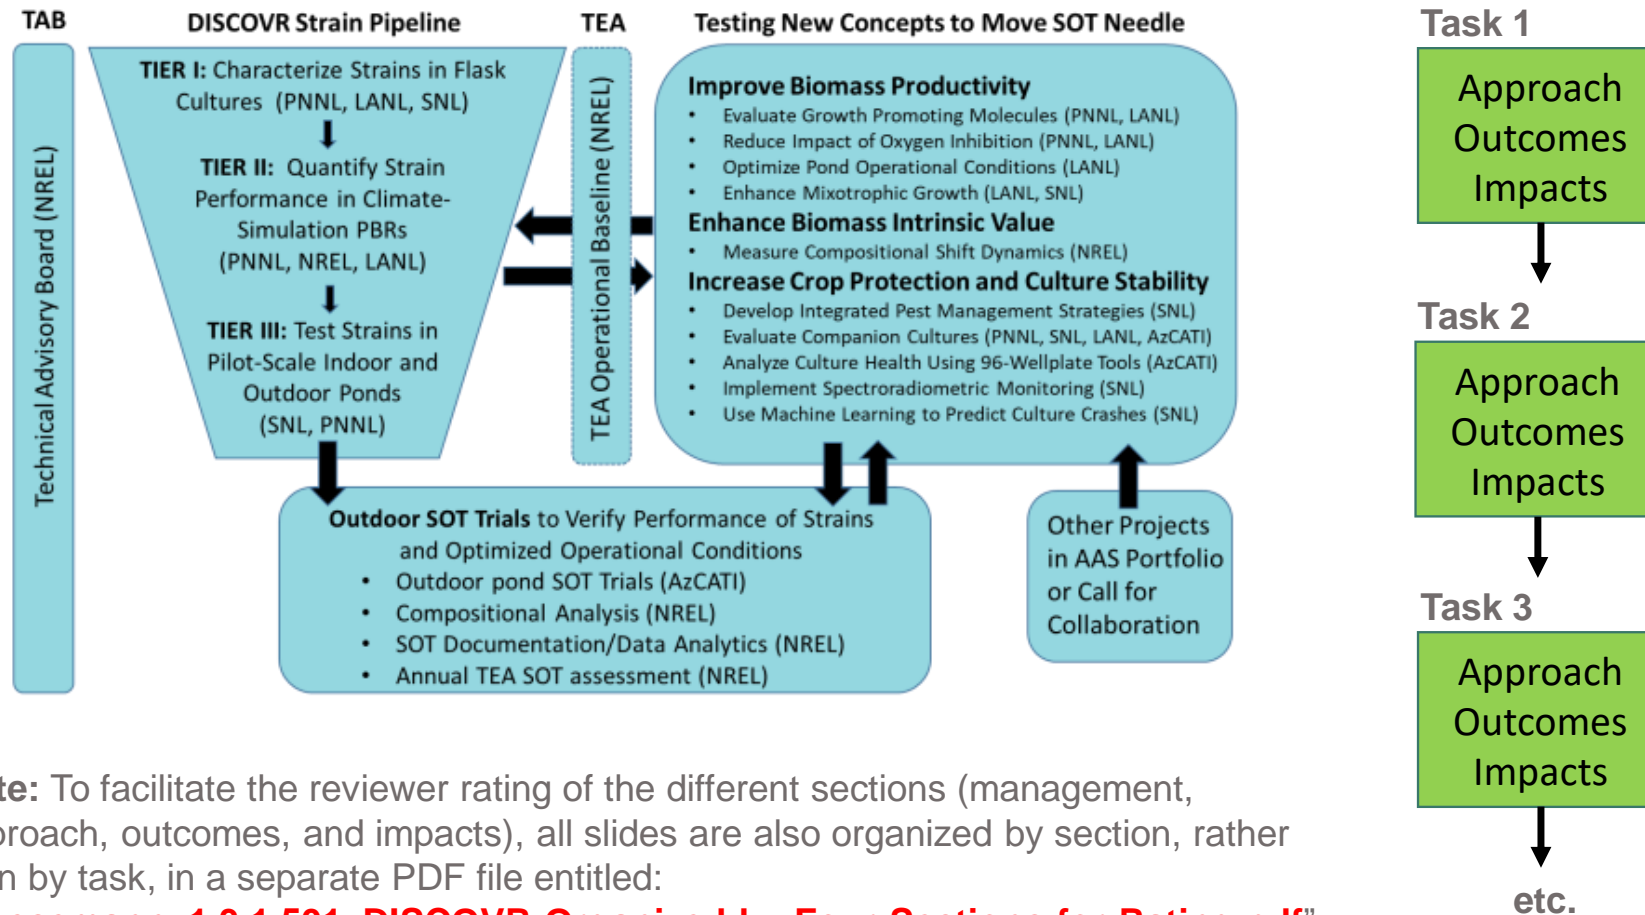 TAB
Technical Advisory Board (NREL)
DISCOVR Strain Pipeline
TIER I: Characterize Strains in Flask
Cultures (PNNL, LANL, SNL)
TIER II: Quantify Strain
Performance in Climate-
Simulation PBRs
(PNNL, NREL, LANL)
TIER III: Test Strains in
Pilot-Scale Indoor and
Outdoor Ponds
(SNL, PNNL)
TEA
TEA Operational Baseline (NREL)
Testing New Concepts to Move SOT Needle
Improve Biomass Productivity
• Evaluate Growth Promoting Molecules (PNNL, LANL)
• Reduce Impact of Oxygen Inhibition (PNNL, LANL)
• Optimize Pond Operational Conditions (LANL)
• Enhance Mixotrophic Growth (LANL, SNL)
Enhance Biomass Intrinsic Value
• Measure Compositional Shift Dynamics (NREL)
Increase Crop Protection and Culture Stability
• Develop Integrated Pest Management Strategies (SNL)
• Evaluate Companion Cultures (PNNL, SNL, LANL, AzCATI)
• Analyze Culture Health Using 96-Wellplate Tools (AzCATI)
• Implement Spectroradiometric Monitoring (SNL)
• Use Machine Learning to Predict Culture Crashes (SNL)
Outdoor SOT Trials to Verify Performance of Strains
and Optimized Operational Conditions
• Outdoor pond SOT Trials (AzCATI)
• Compositional Analysis (NREL)
• SOT Documentation/Data Analytics (NREL)
• Annual TEA SOT assessment (NREL)
Other Projects
in AAS Portfolio
or Call for
Collaboration
Task 1
Approach
Outcomes
Impacts
Task 2
Approach
Outcomes
Impacts
Task 3
Approach
Outcomes
Impacts
etc.
te: To facilitate the reviewer rating of the different sections (management,
roach, outcomes, and impacts), all slides are also organized by section, rather
n by task, in a separate PDF file entitled: